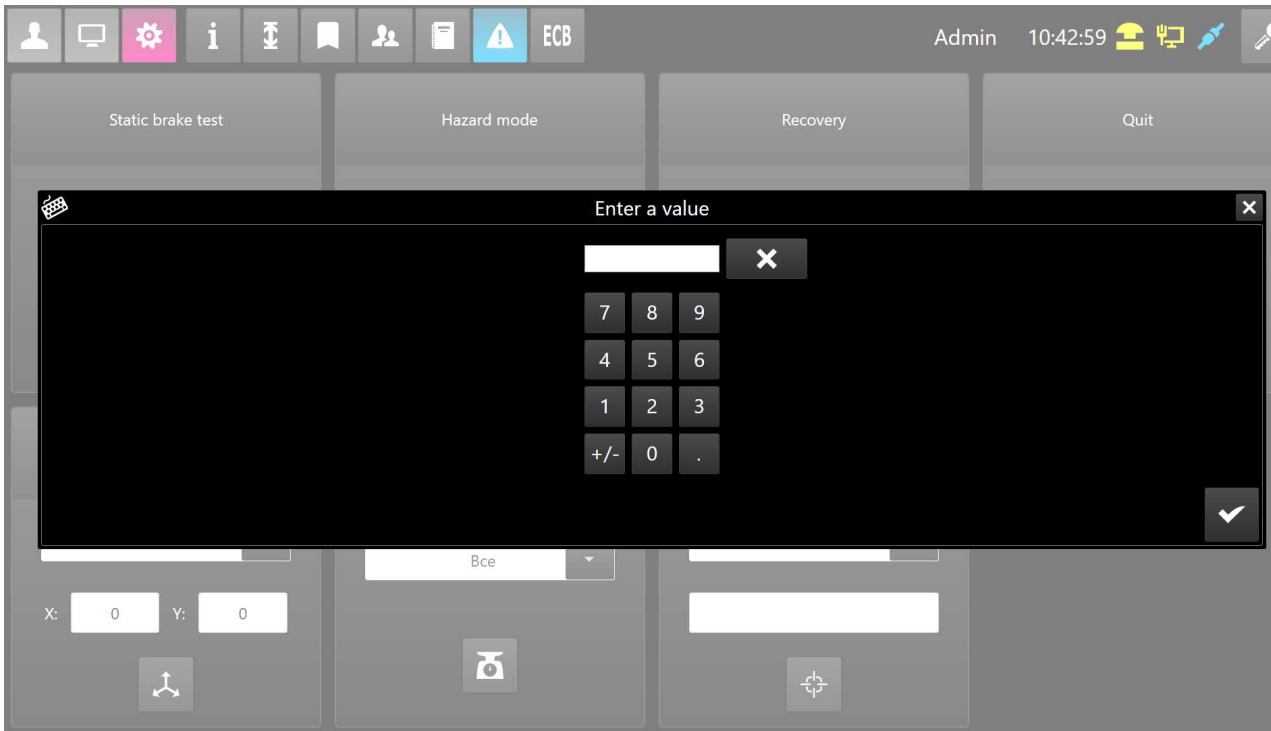 i ECB Admin 10:42:59
Static brake test Hazard mode Recovery Quit
Enter a value
7 8 9
4 5 6
1 2 3
+/- 0 .
Все
X: 0 Y: 0